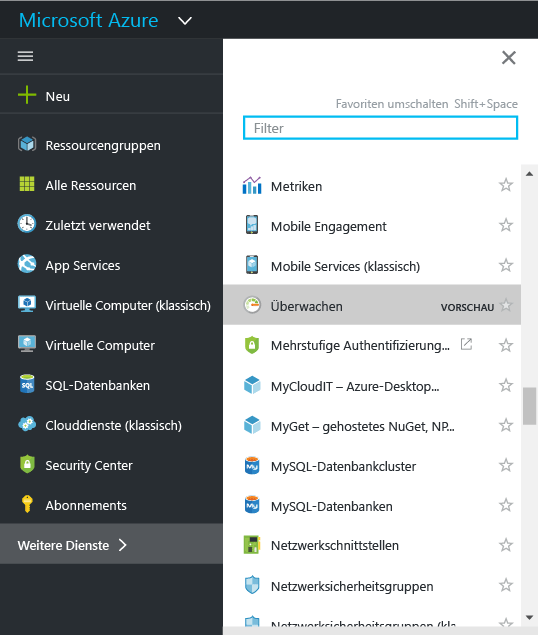 Microsoft Azure
Neu
Ressourcengruppen
Alle Ressourcen
Zuletzt verwendet
App Services
Virtuelle Computer (klassisch)
Virtuelle Computer
SQL-Datenbanken
Clouddienste (klassisch)
Security Center
Abonnements
Weitere Dienste
Favoriten umschalten Shift+Space
Filter
Metriken
Mobile Engagement
Mobile Services (klassisch)
Überwachen VORSCHAU
Mehrstufige Authentifizierung...
MyCloudIT – Azure-Desktop...
MyGet – gehostetes NuGet, NP...
MySQL-Datenbankcluster
MySQL-Datenbanken
Netzwerkschnittstellen
Netzwerksicherheitsgruppen
Netzwerksicherheitsgruppen (kla